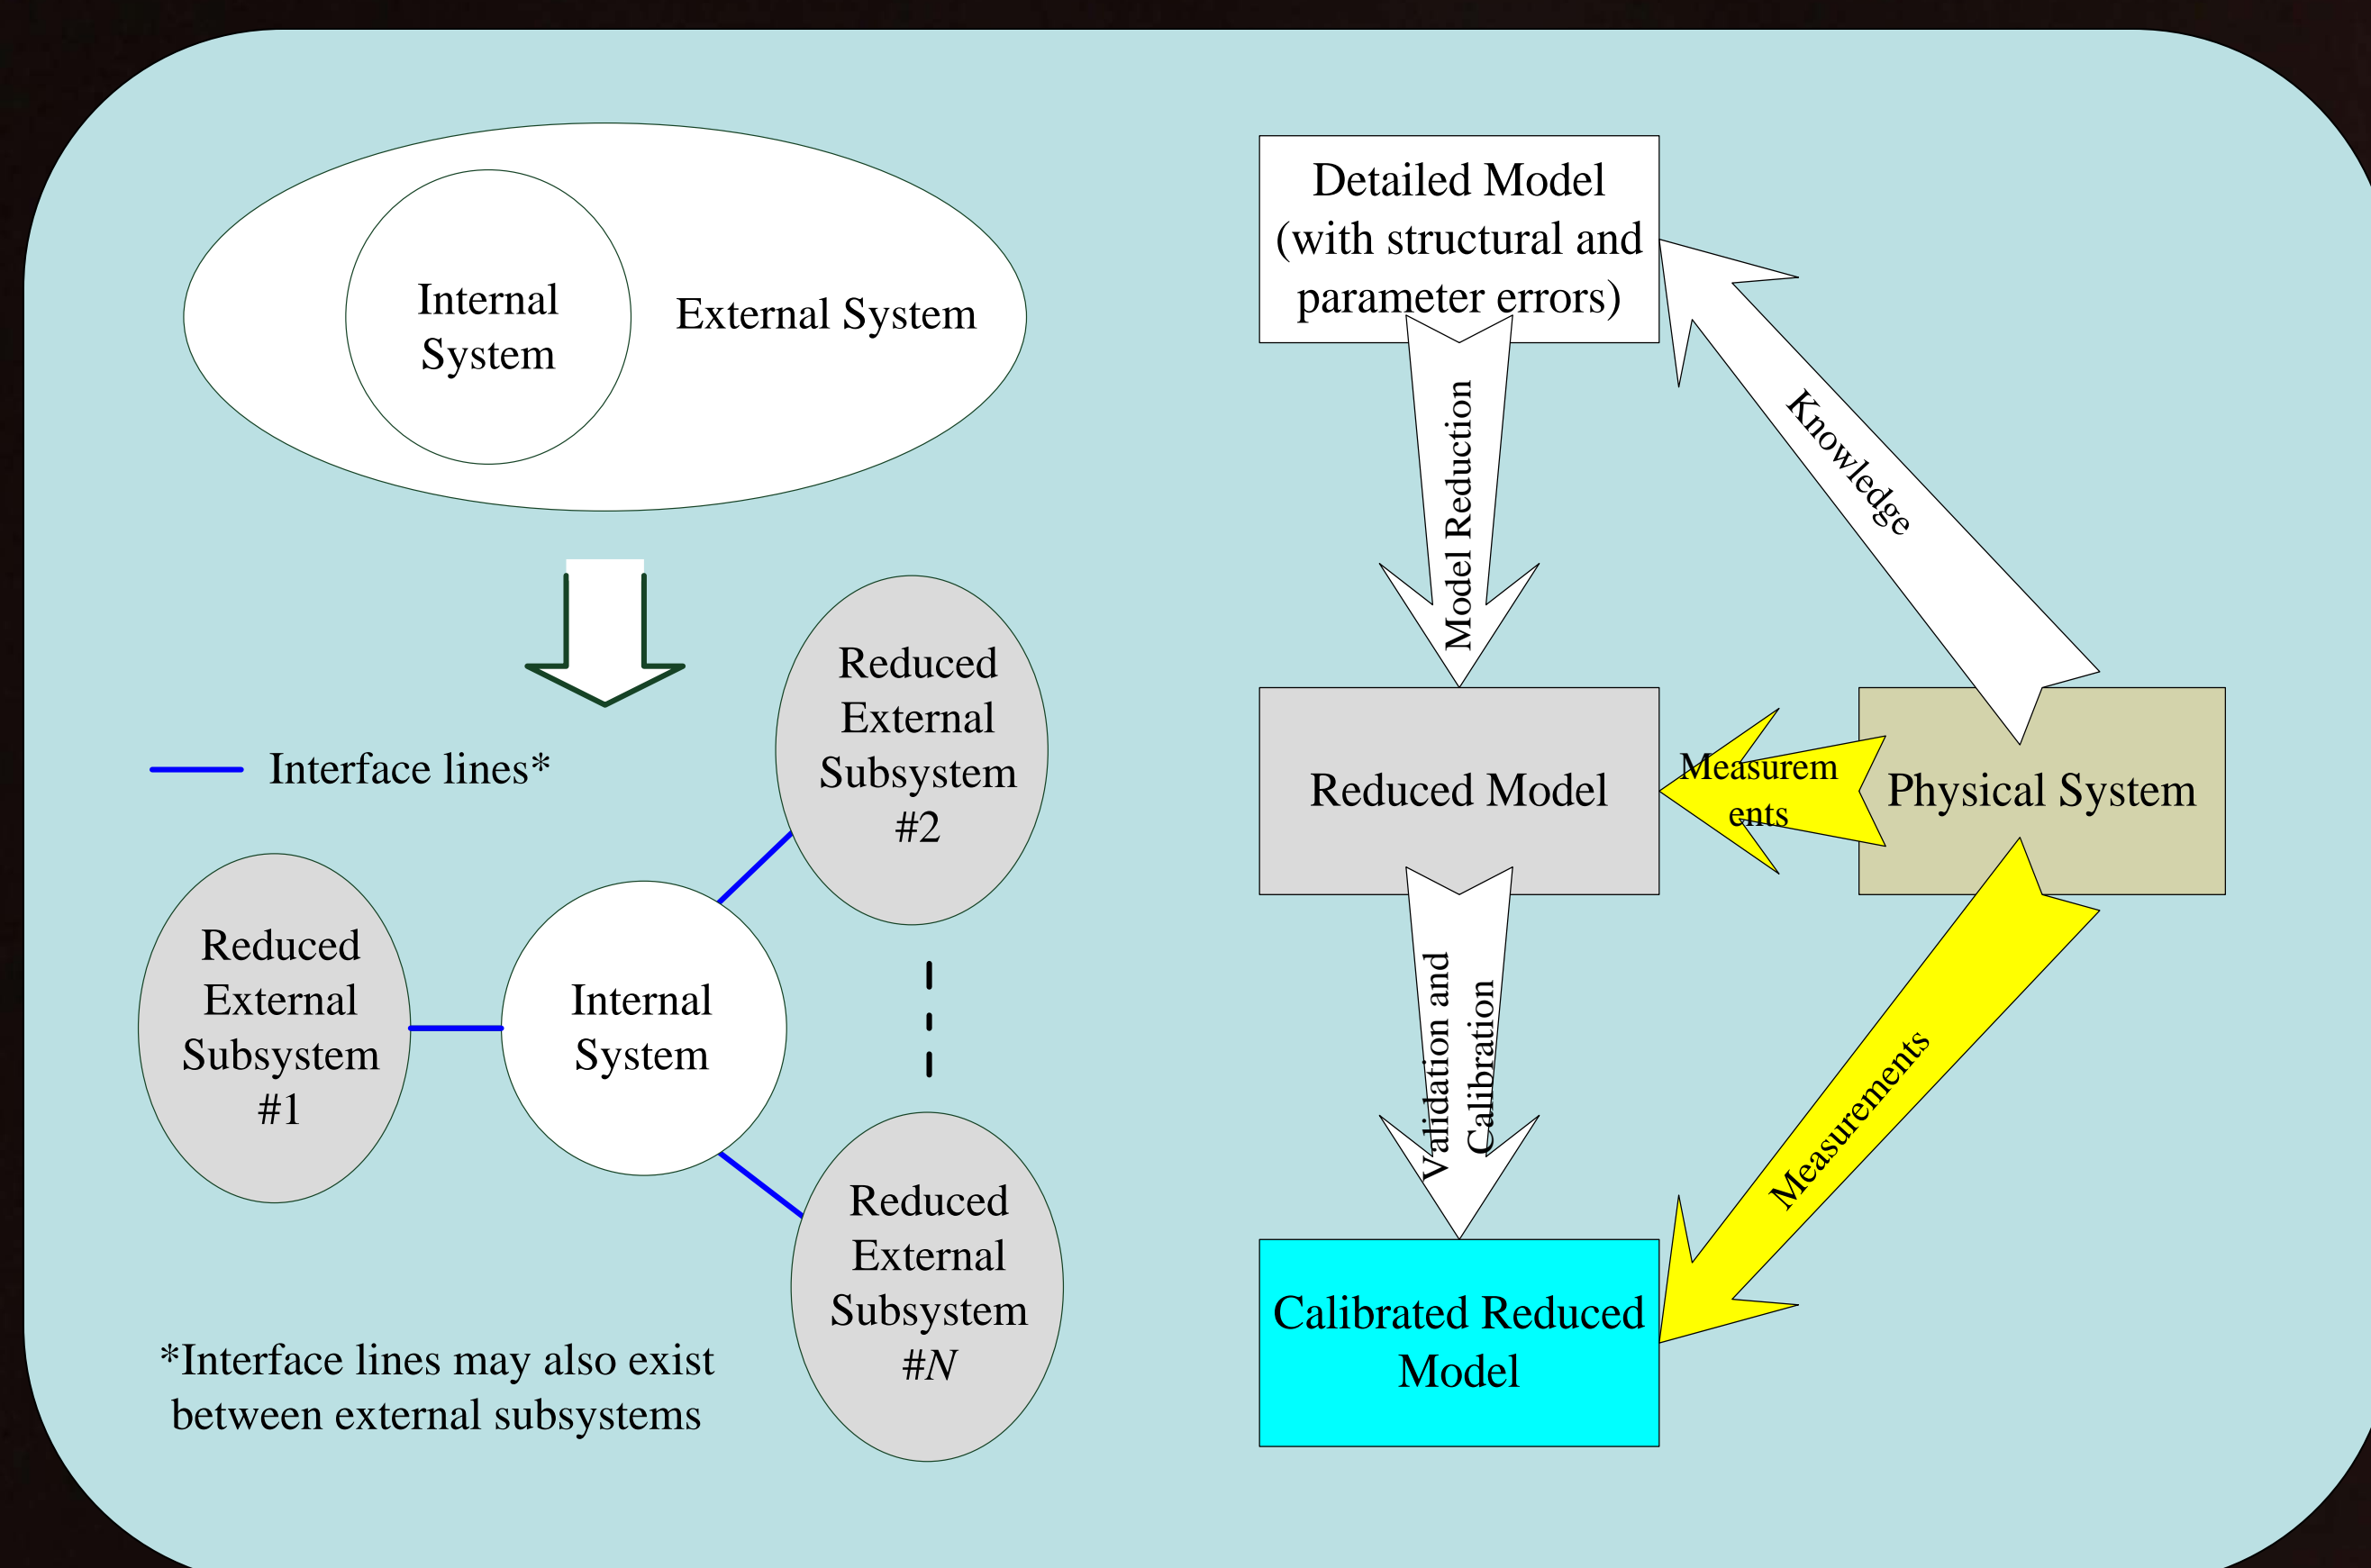 Internal
System
External System
Interface lines*
Reduced
External
Subsystem
#2
Reduced
External
Subsystem
#1
Internal
System
Reduced
External
Subsystem
#N
*Interface lines may also exist
between external subsystems
Detailed Model
(with structural and
parameter errors)
Model Reduction
Knowledge
Reduced Model
Measurem
ents
Physical System
Validation and
Calibration
Measurements
Calibrated Reduced
Model